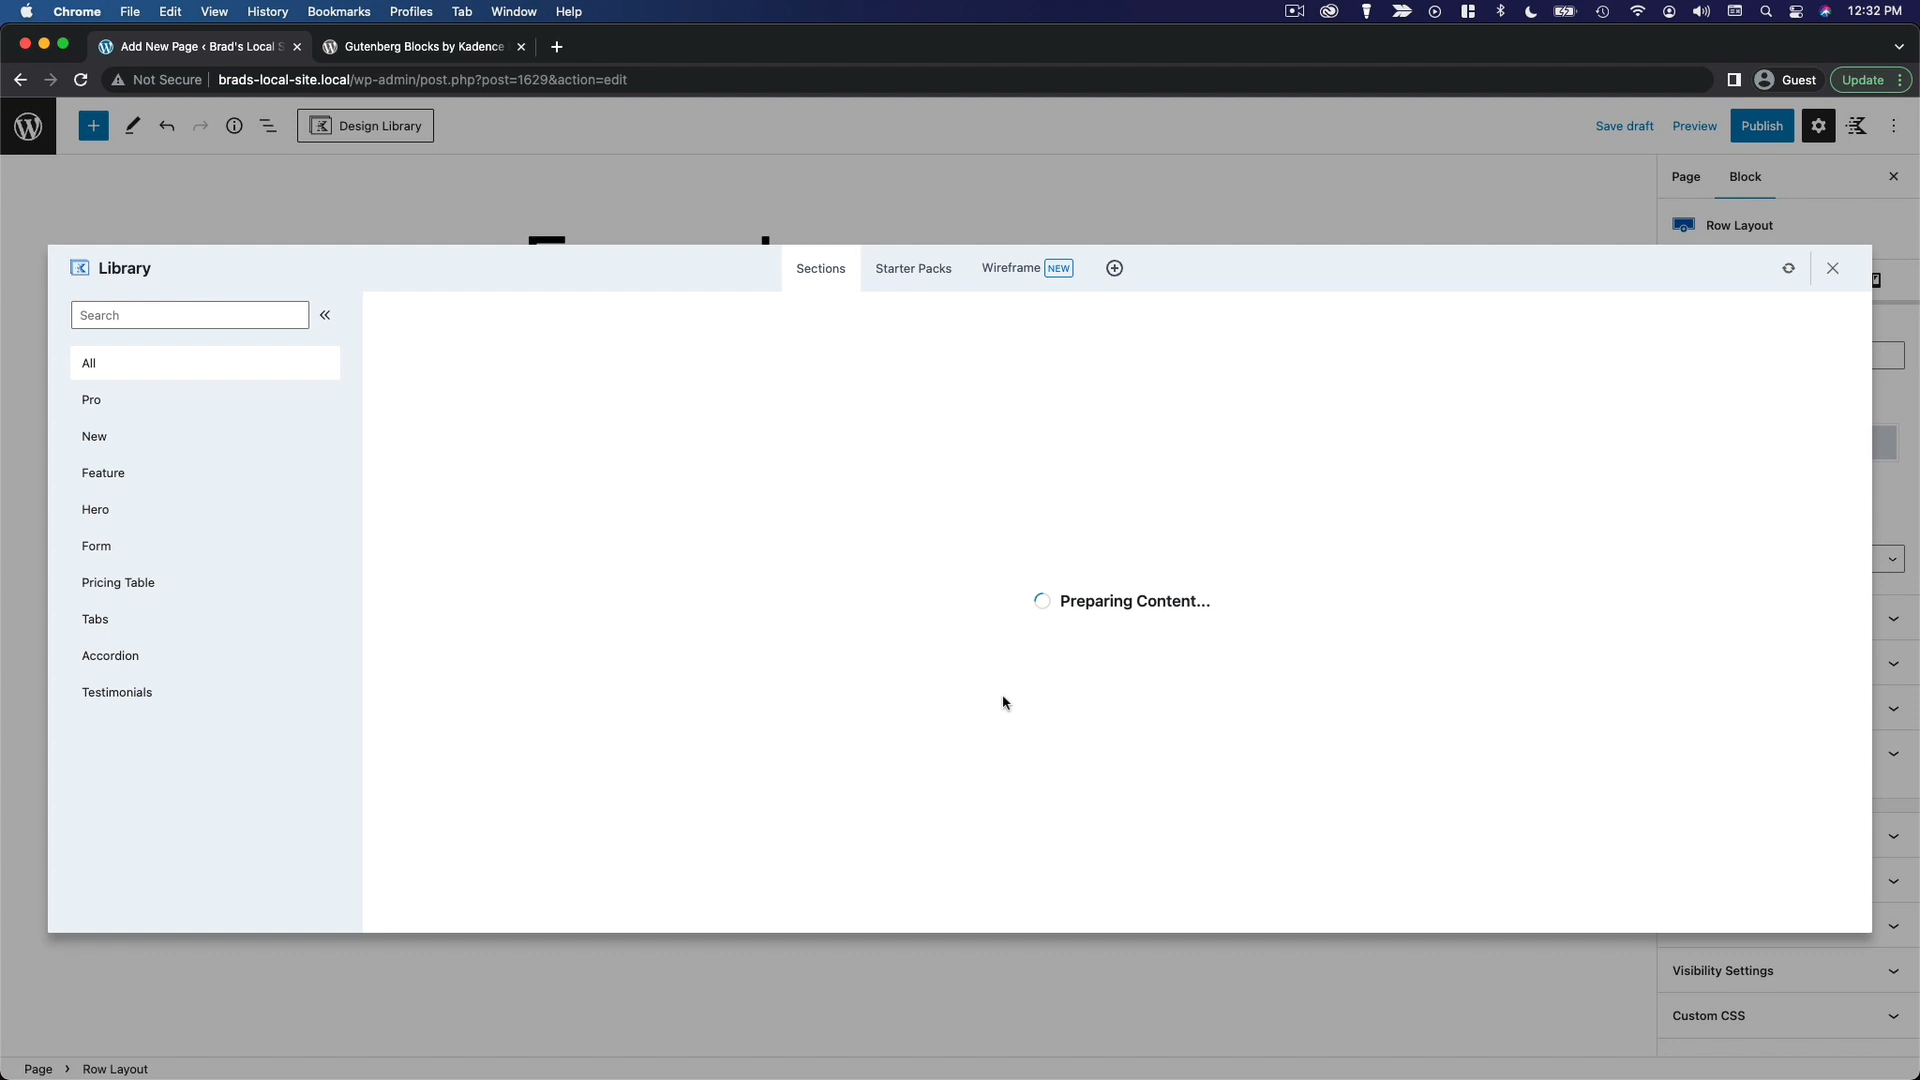 Chrome File Edit View History Bookmarks Profiles Tab Window Help 12:32 PM
Add New Page ‹ Brad's Local S Gutenberg Blocks by Kadence
Not Secure brads-local-site.local/wp-admin/post.php?post=1629&action=edit Guest Update
Design Library Save draft Preview Publish
Page Block
Row Layout
Library Sections Starter Packs Wireframe NEW
Search
All
Pro
New
Feature
Hero
Form
Pricing Table
Tabs
Accordion
Testimonials
Preparing Content...
Visibility Settings
Custom CSS
Page › Row Layout